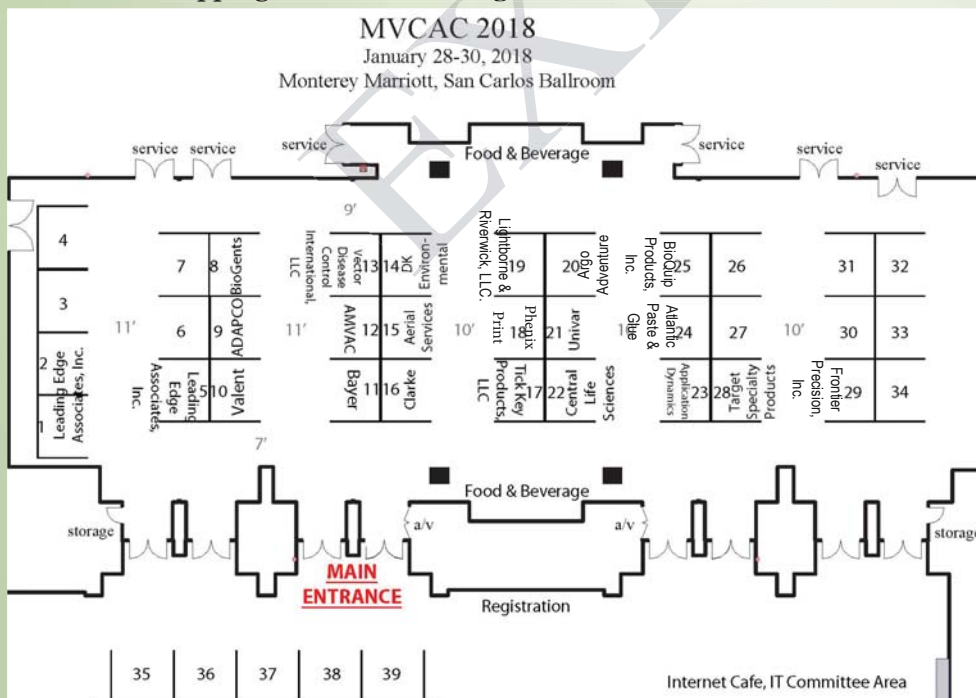 MVCAC 2018
January 28-30, 2018
Monterey Marriott, San Carlos Ballroom
service
service
service
Food & Beverage
service
service
service
9'
4
3
2
1
Leading Edge
Associates, Inc.
11'
7
8
BioGents
6
9
ADAPCO
Leading
Edge
Associates,
Inc.
5
10
Valent
7'
11'
vector
Disease
Control
International,
LLC
13
14
DK
Environ-
mental
AMVAC
12
15
Aerial
Services
Bayer
11
16
Clarke
10'
Lightborne &
Riverwick, LLC.
19
20
Argo
Adventure
Phenix
Print
18
21
Univar
Tick Key
Products,
LLC
17
22
Central
Life
Sciences
10'
BioQuip
Products,
Inc.
25
26
Atlantic
Paste &
Glue
24
27
Application
Dynamics
23
28
Target
Specialty
Products
10'
31
32
30
33
Frontier
Precision,
Inc.
29
34
Food & Beverage
storage
a/v
a/v
storage
MAIN
ENTRANCE
Registration
35
36
37
38
39
Internet Cafe, IT Committee Area